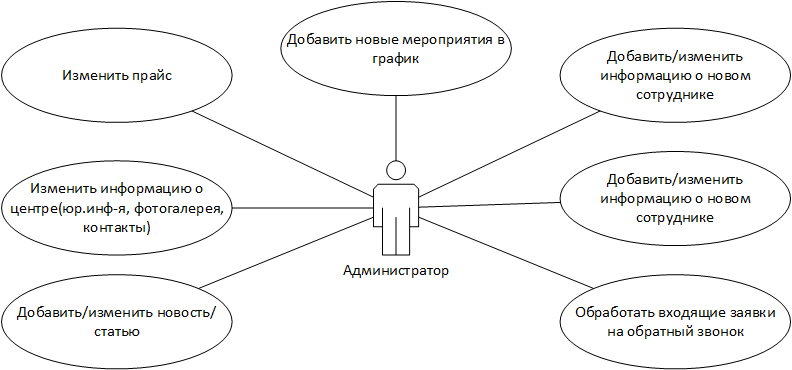 Добавить новые мероприятия в
график
Изменить прайс
Добавить/изменить
информацию о новом
сотруднике
Изменить информацию о
центре(юр.инф-я, фотогалерея,
контакты)
Добавить/изменить
информацию о новом
сотруднике
Администратор
Добавить/изменить новость/
статью
Обработать входящие заявки
на обратный звонок